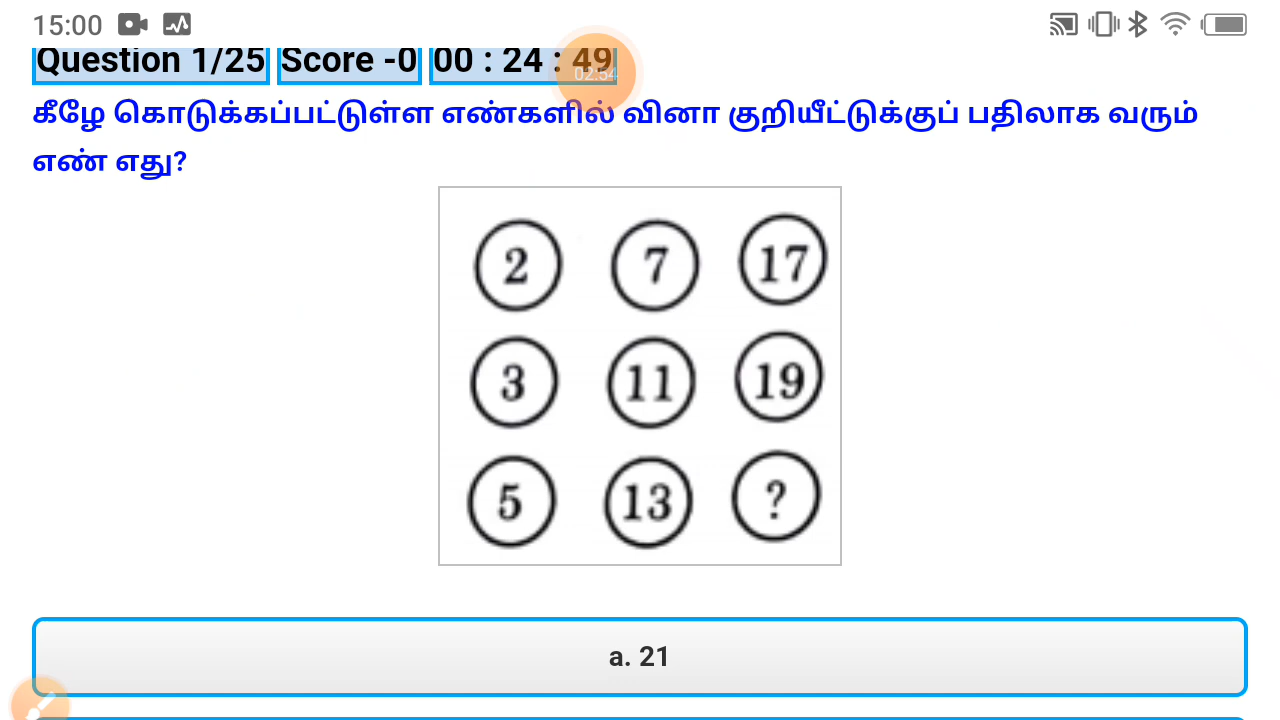 15:00
Question 1/25 Score -0 00 : 24 : 49
02:54
கீழே கொடுக்கப்பட்டுள்ள எண்களில் வினா குறியீட்டுக்குப் பதிலாக வரும்
எண் எது?
2 7 17
3 11 19
5 13 ?
a. 21